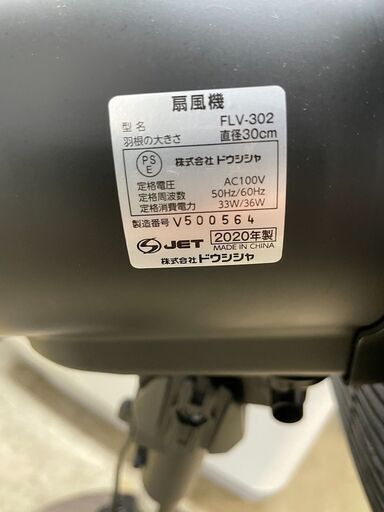 扇風機
型名 FLV-302
羽根の大きさ 直径30cm
PS
E
株式会社 ドウシシャ
定格電圧 AC100V
定格周波数 50Hz/60Hz
定格消費電力 33W/36W
製造番号 V500564
JET 2020年製
MADE IN CHINA
株式会社 ドウシシャ